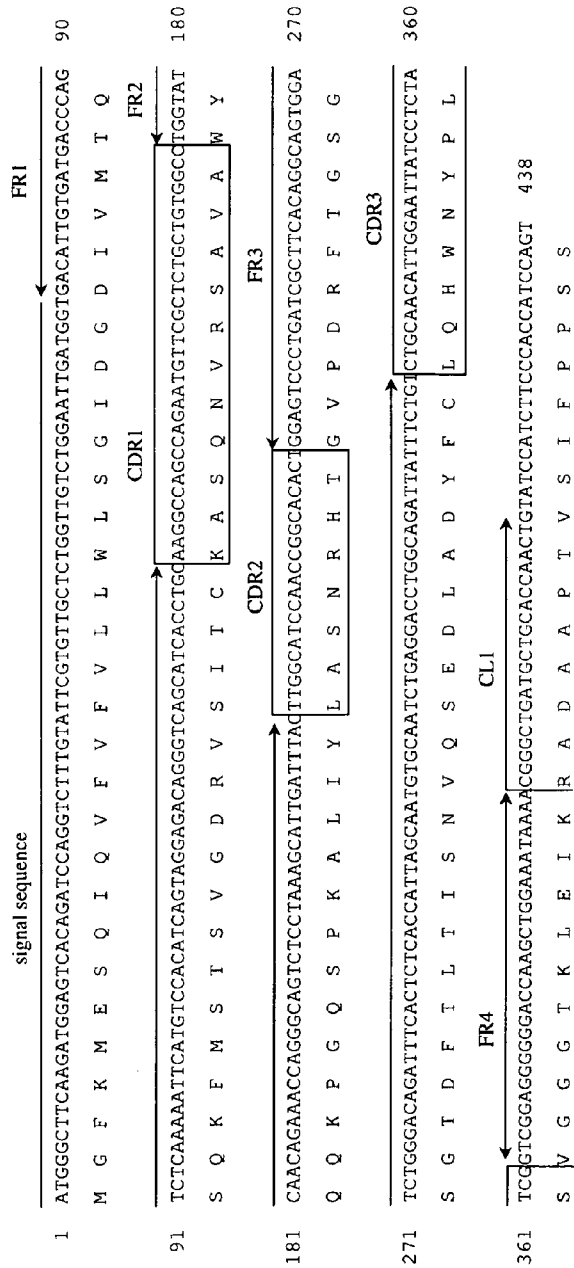 signal sequence FR1
1 ATGGGCTTCAAGATGGAGTCACAGATCCAGGTCTTTGTATTCGTGTTGCTCTGGTTGTCTGGAATTGATGGTGACATTGTGATGACCCAG 90
M G F K M E S Q I Q V F V F V L L W L S G I D G D I V M T Q
CDR1 FR2
91 TCTCAAAAATTCATGTCCACATCAGTAGGAGACAGGGTCAGCATCACCTGCAAGGCCAGCCAGAATGTTCGCTCTGCTGTGGCCTGGTAT 180
S Q K F M S T S V G D R V S I T C K A S Q N V R S A V A W Y
CDR2 FR3
181 CAACAGAAACCAGGGCAGTCTCCTAAAGCATTGATTTACTTGGCATCCAACCGGCACACTGGAGTCCCTGATCGCTTCACAGGCAGTGGA 270
Q Q K P G Q S P K A L I Y L A S N R H T G V P D R F T G S G
CDR3
271 TCTGGGACAGATTTCACTCTCACCATTAGCAATGTGCAATCTGAGGACCTGGCAGATTATTTCTGTCTGCAACATTGGAATTATCCTCTA 360
S G T D F T L T I S N V Q S E D L A D Y F C L Q H W N Y P L
FR4 CL1
361 TCGGTCGGAGGGGGGACCAAGCTGGAAATAAAACGGGCTGATGCTGCACCAACTGTATCCATCTTCCCACCATCCAGT 438
S V G G G T K L E I K R A D A A P T V S I F P P S S